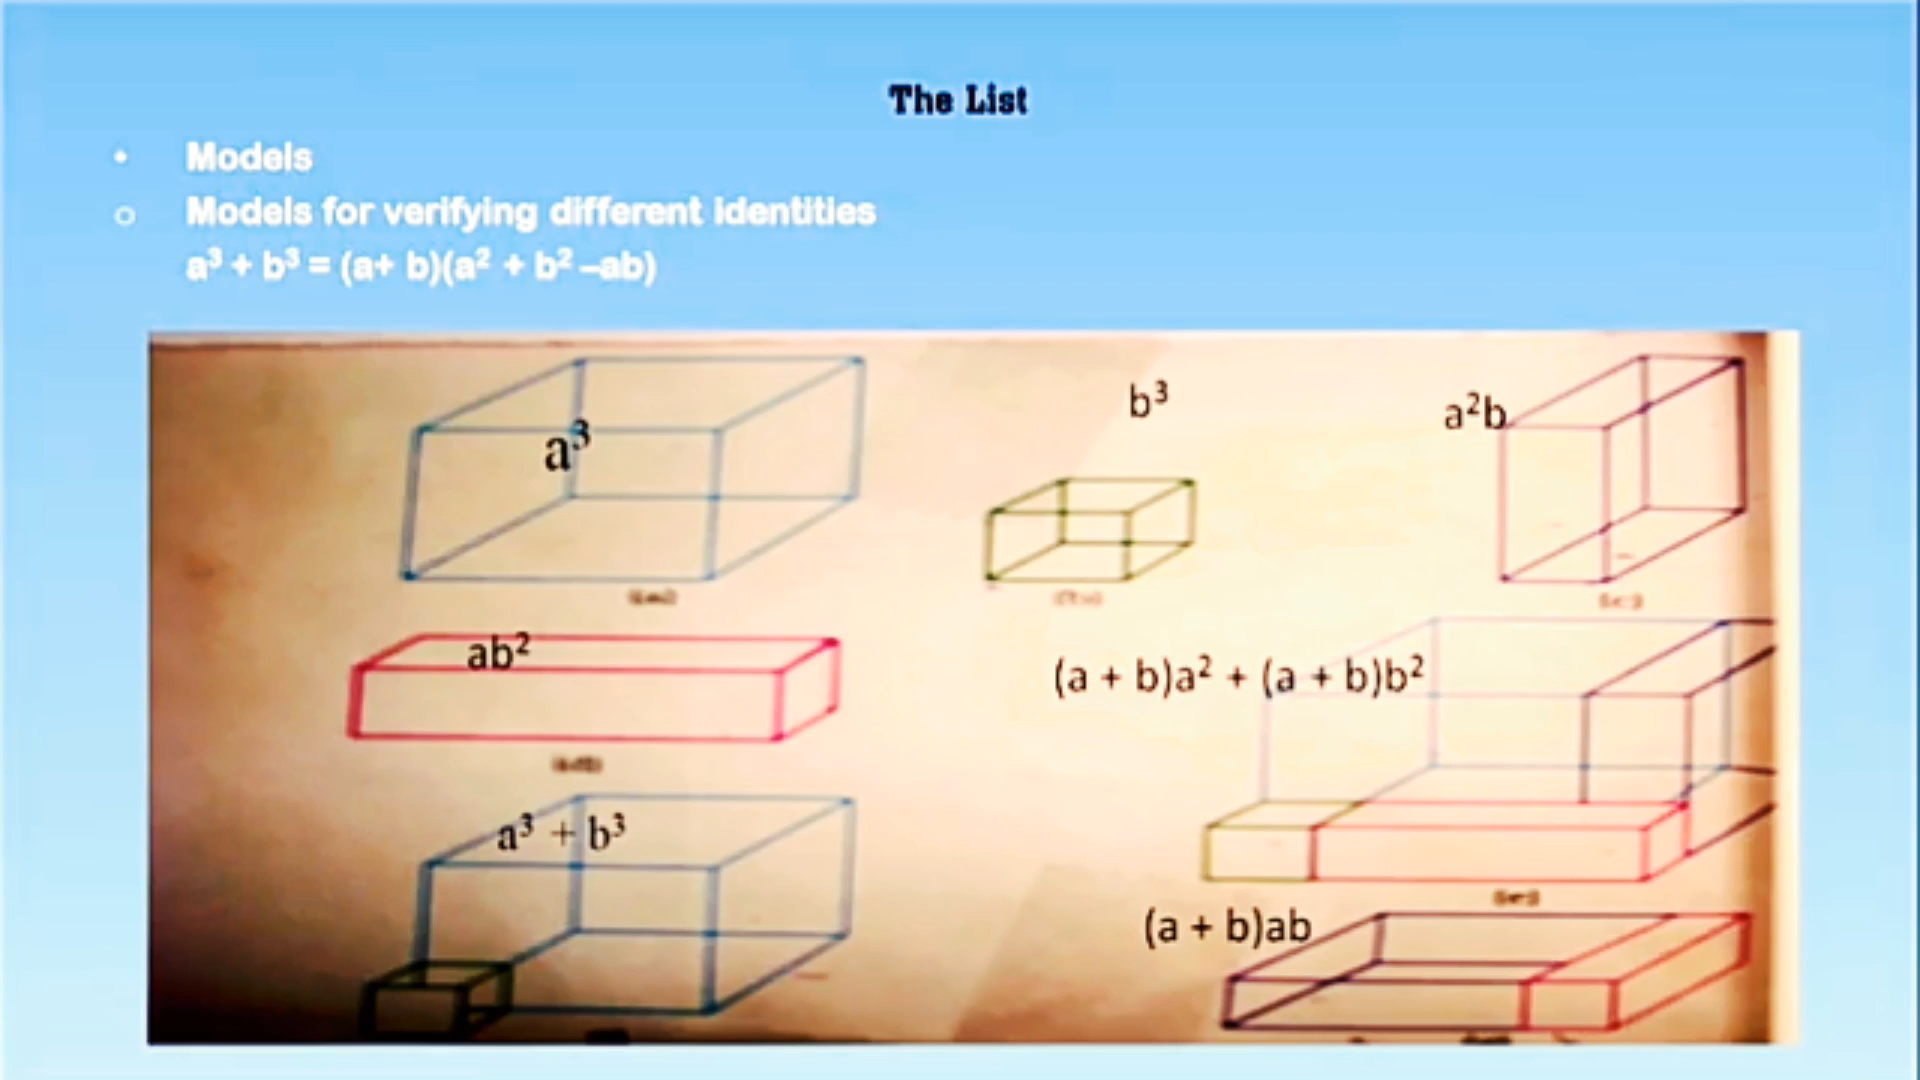 The List
• Models
○ Models for verifying different identities
a³ + b³ = (a+ b)(a² + b² –ab)
a³
b³
a²b
ab²
(a + b)a² + (a + b)b²
a³ + b³
(a + b)ab